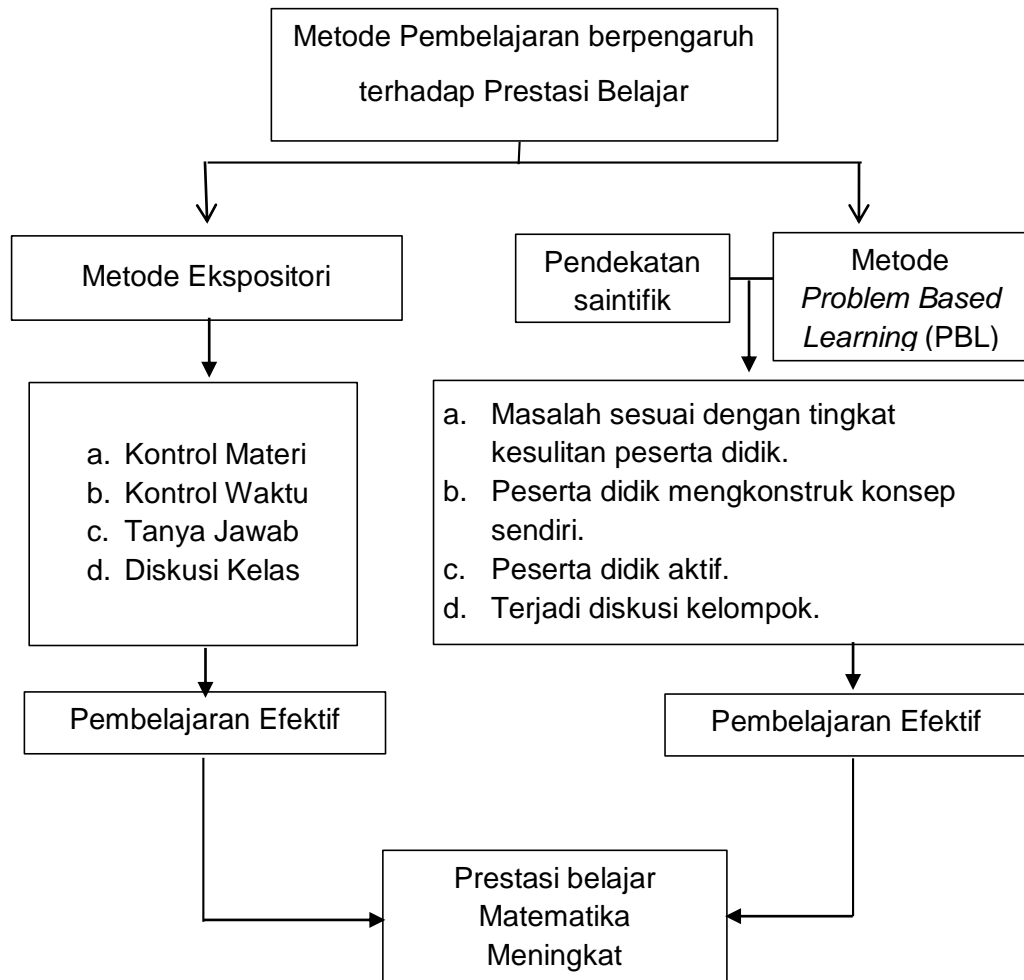 Metode Pembelajaran berpengaruh
terhadap Prestasi Belajar
Metode Ekspositori
Pendekatan
saintifik
Metode
Problem Based
Learning (PBL)
a. Kontrol Materi
b. Kontrol Waktu
c. Tanya Jawab
d. Diskusi Kelas
a. Masalah sesuai dengan tingkat
kesulitan peserta didik.
b. Peserta didik mengkonstruk konsep
sendiri.
c. Peserta didik aktif.
d. Terjadi diskusi kelompok.
Pembelajaran Efektif
Pembelajaran Efektif
Prestasi belajar
Matematika
Meningkat